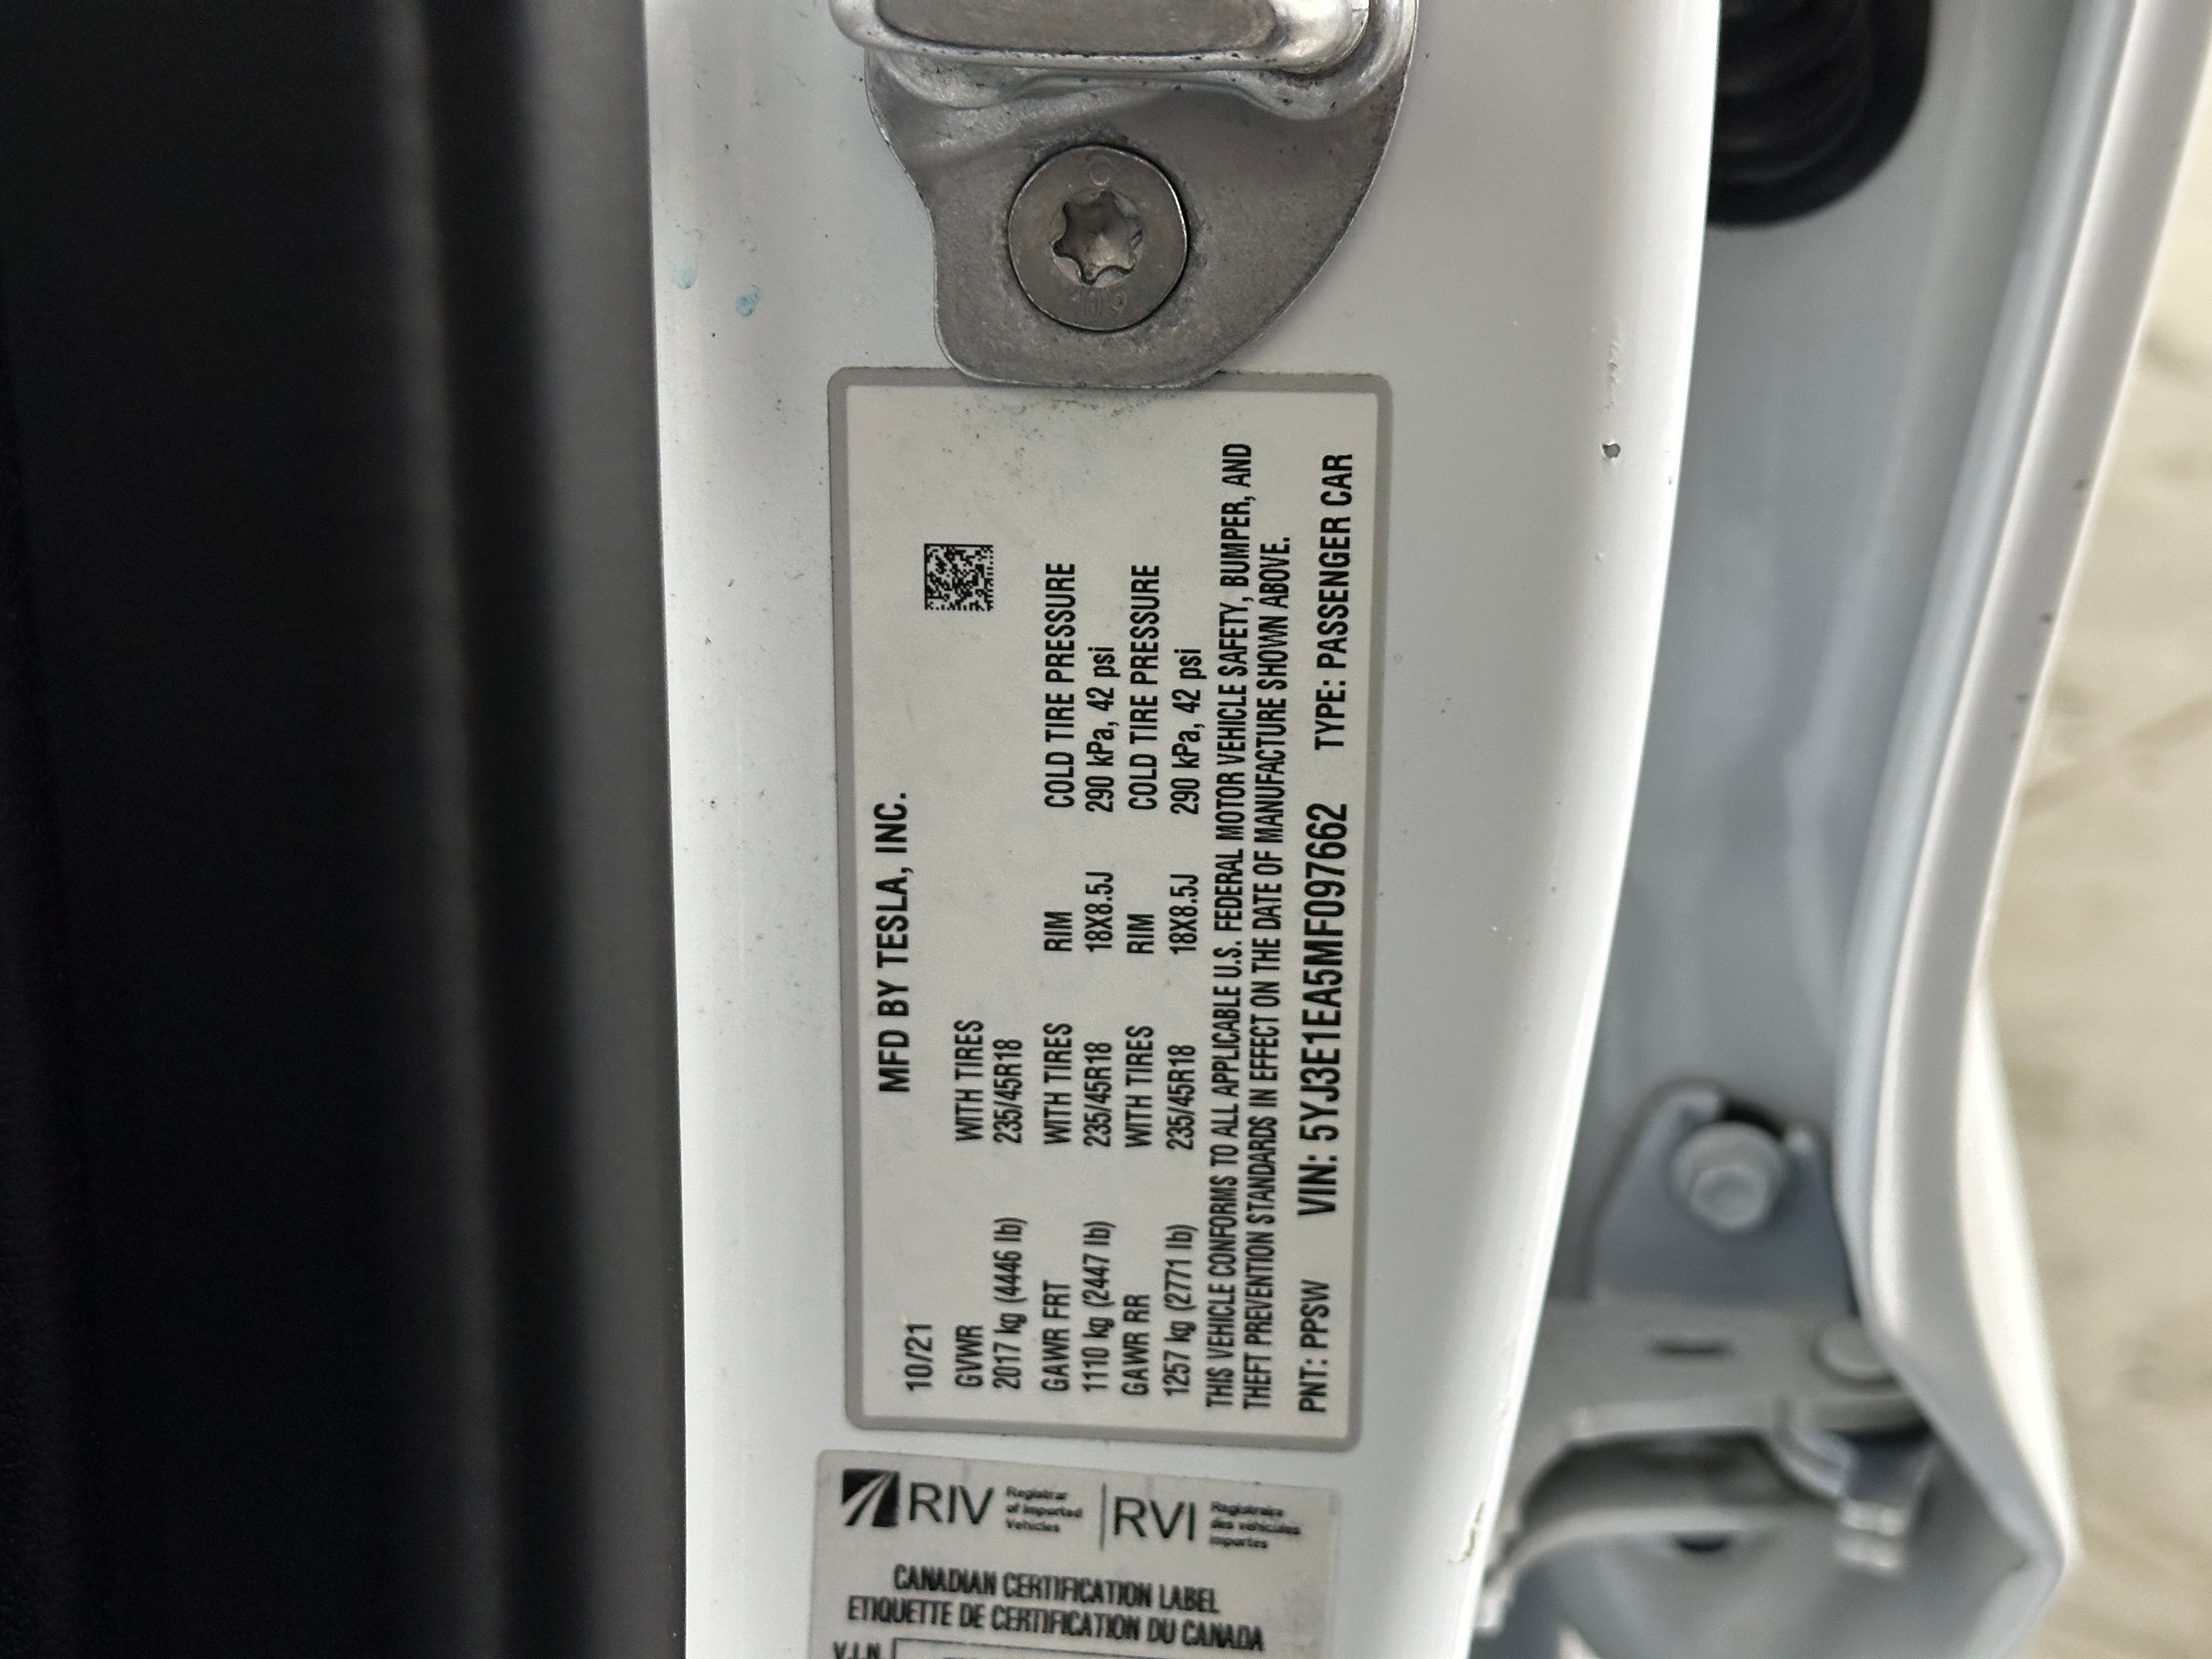 MFD BY TESLA, INC.
10/21
GVWR WITH TIRES
2017 kg (4446 lb) 235/45R18
GAWR FRT WITH TIRES RIM COLD TIRE PRESSURE
1110 kg (2447 lb) 235/45R18 18X8.5J 290 kPa, 42 psi
GAWR RR WITH TIRES RIM COLD TIRE PRESSURE
1257 kg (2771 lb) 235/45R18 18X8.5J 290 kPa, 42 psi
THIS VEHICLE CONFORMS TO ALL APPLICABLE U.S. FEDERAL MOTOR VEHICLE SAFETY, BUMPER, AND
THEFT PREVENTION STANDARDS IN EFFECT ON THE DATE OF MANUFACTURE SHOWN ABOVE.
PNT: PPSW VIN: 5YJ3E1EA5MF097662 TYPE: PASSENGER CAR
RIV Registrar
of Imported
Vehicles
RVI Registraire
des véhicules
importés
CANADIAN CERTIFICATION LABEL
ETIQUETTE DE CERTIFICATION DU CANADA
V.I.N.